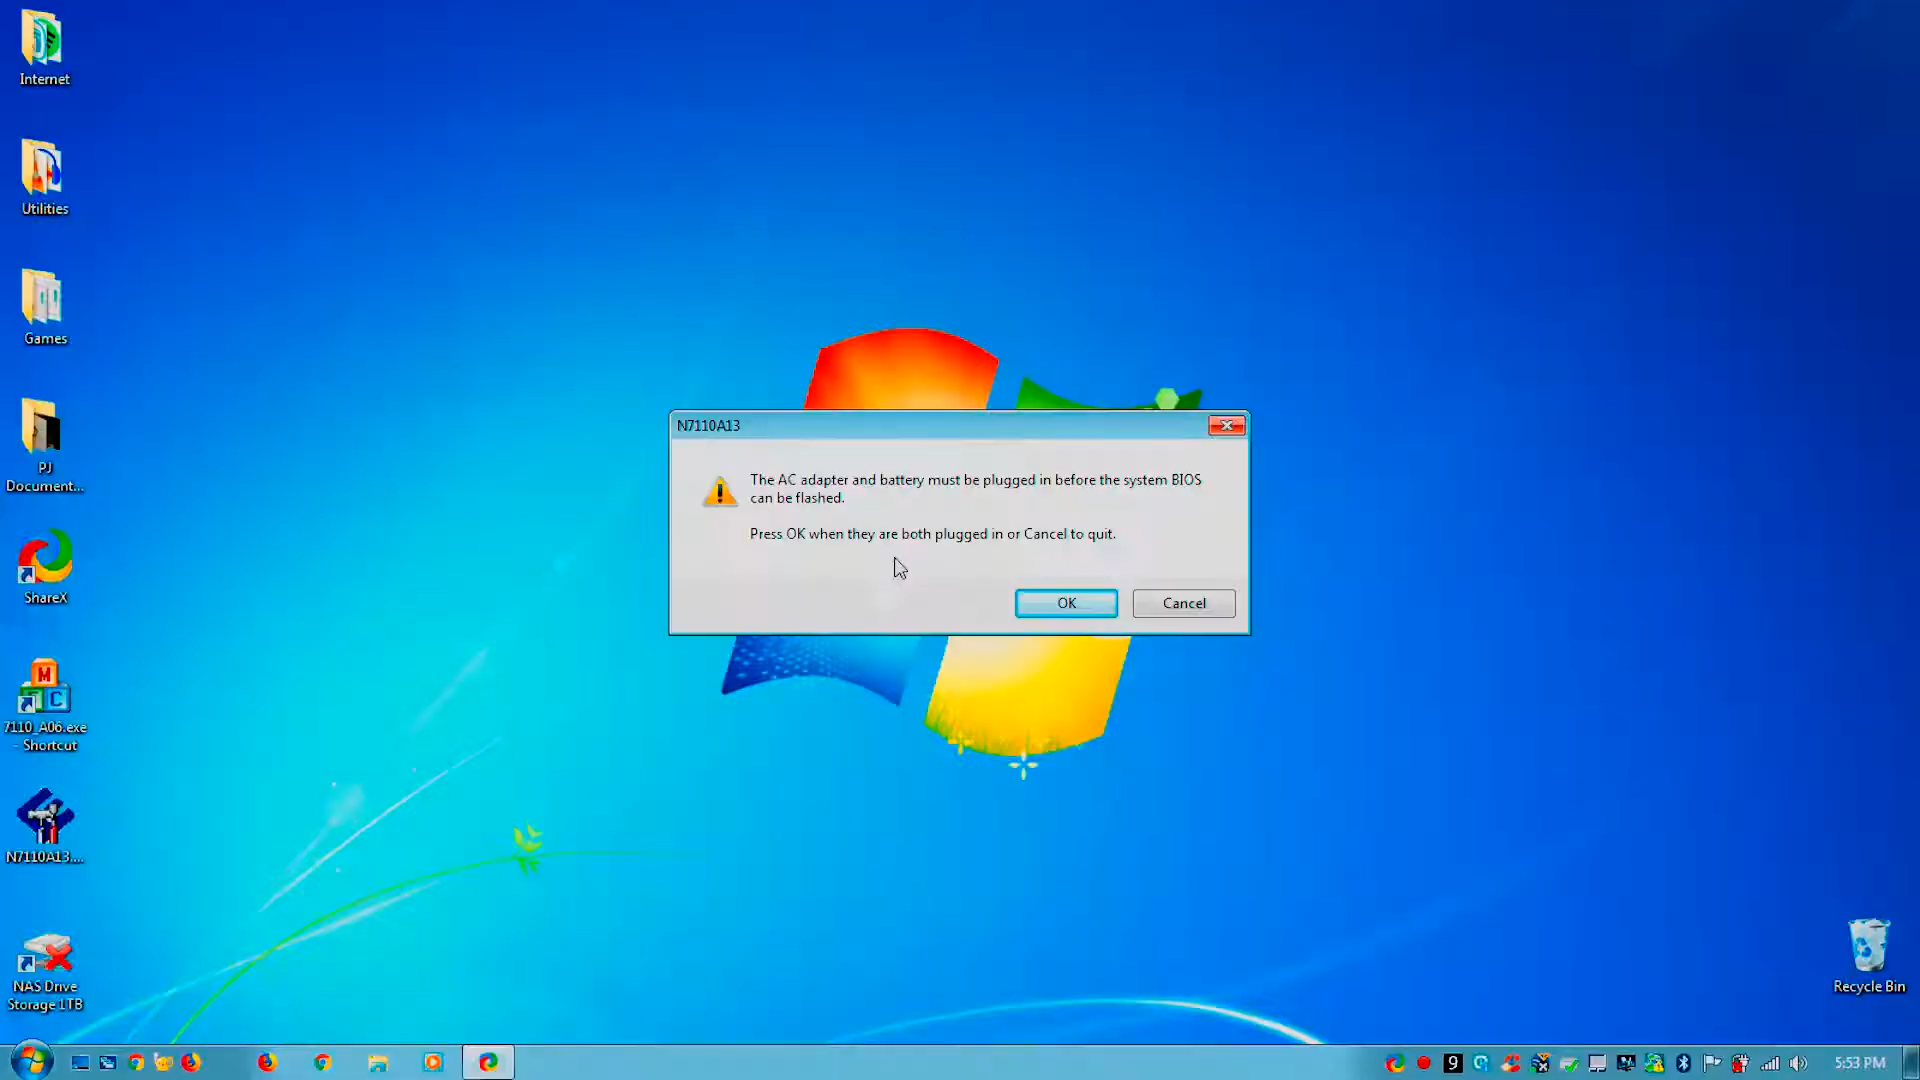 Internet
Utilities
Games
PJ
Document...
ShareX
7110_A06.exe
- Shortcut
N7110A13....
NAS Drive
Storage 1TB
N7110A13
The AC adapter and battery must be plugged in before the system BIOS
can be flashed.
Press OK when they are both plugged in or Cancel to quit.
OK
Cancel
Recycle Bin
M
C
9
5:53 PM